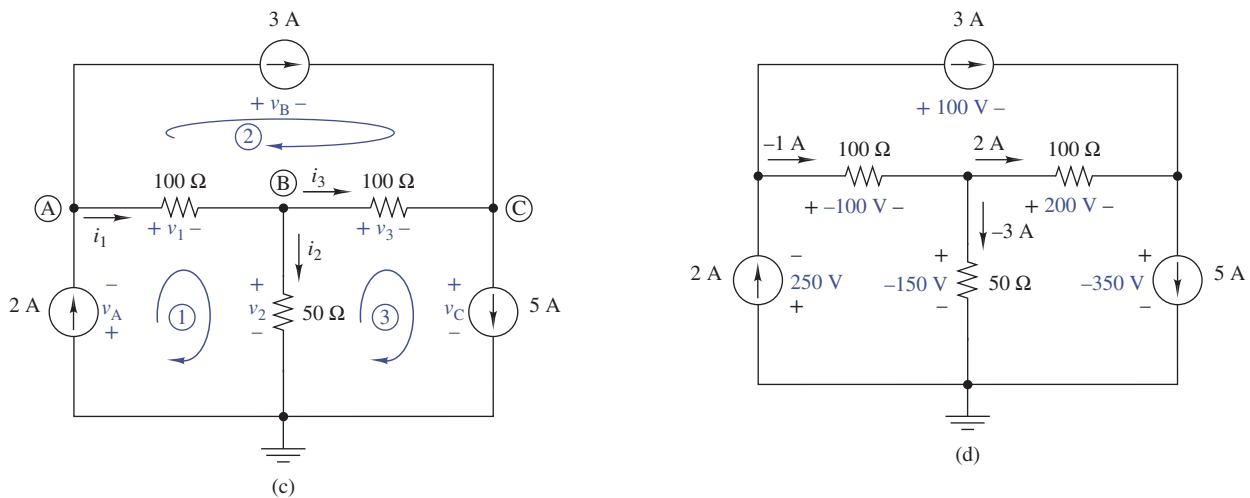 3 A
+ vB –
2
A
100 Ω
B
i3
100 Ω
C
i1
+ v1 –
i2
+ v3 –
2 A
–
vA
+
1
+
v2
–
50 Ω
3
+
vC
–
5 A
(c)
3 A
+ 100 V –
–1 A
100 Ω
2 A
100 Ω
+ –100 V –
+ 200 V –
–3 A
2 A
–
250 V
+
+
–150 V
–
50 Ω
+
–350 V
–
5 A
(d)